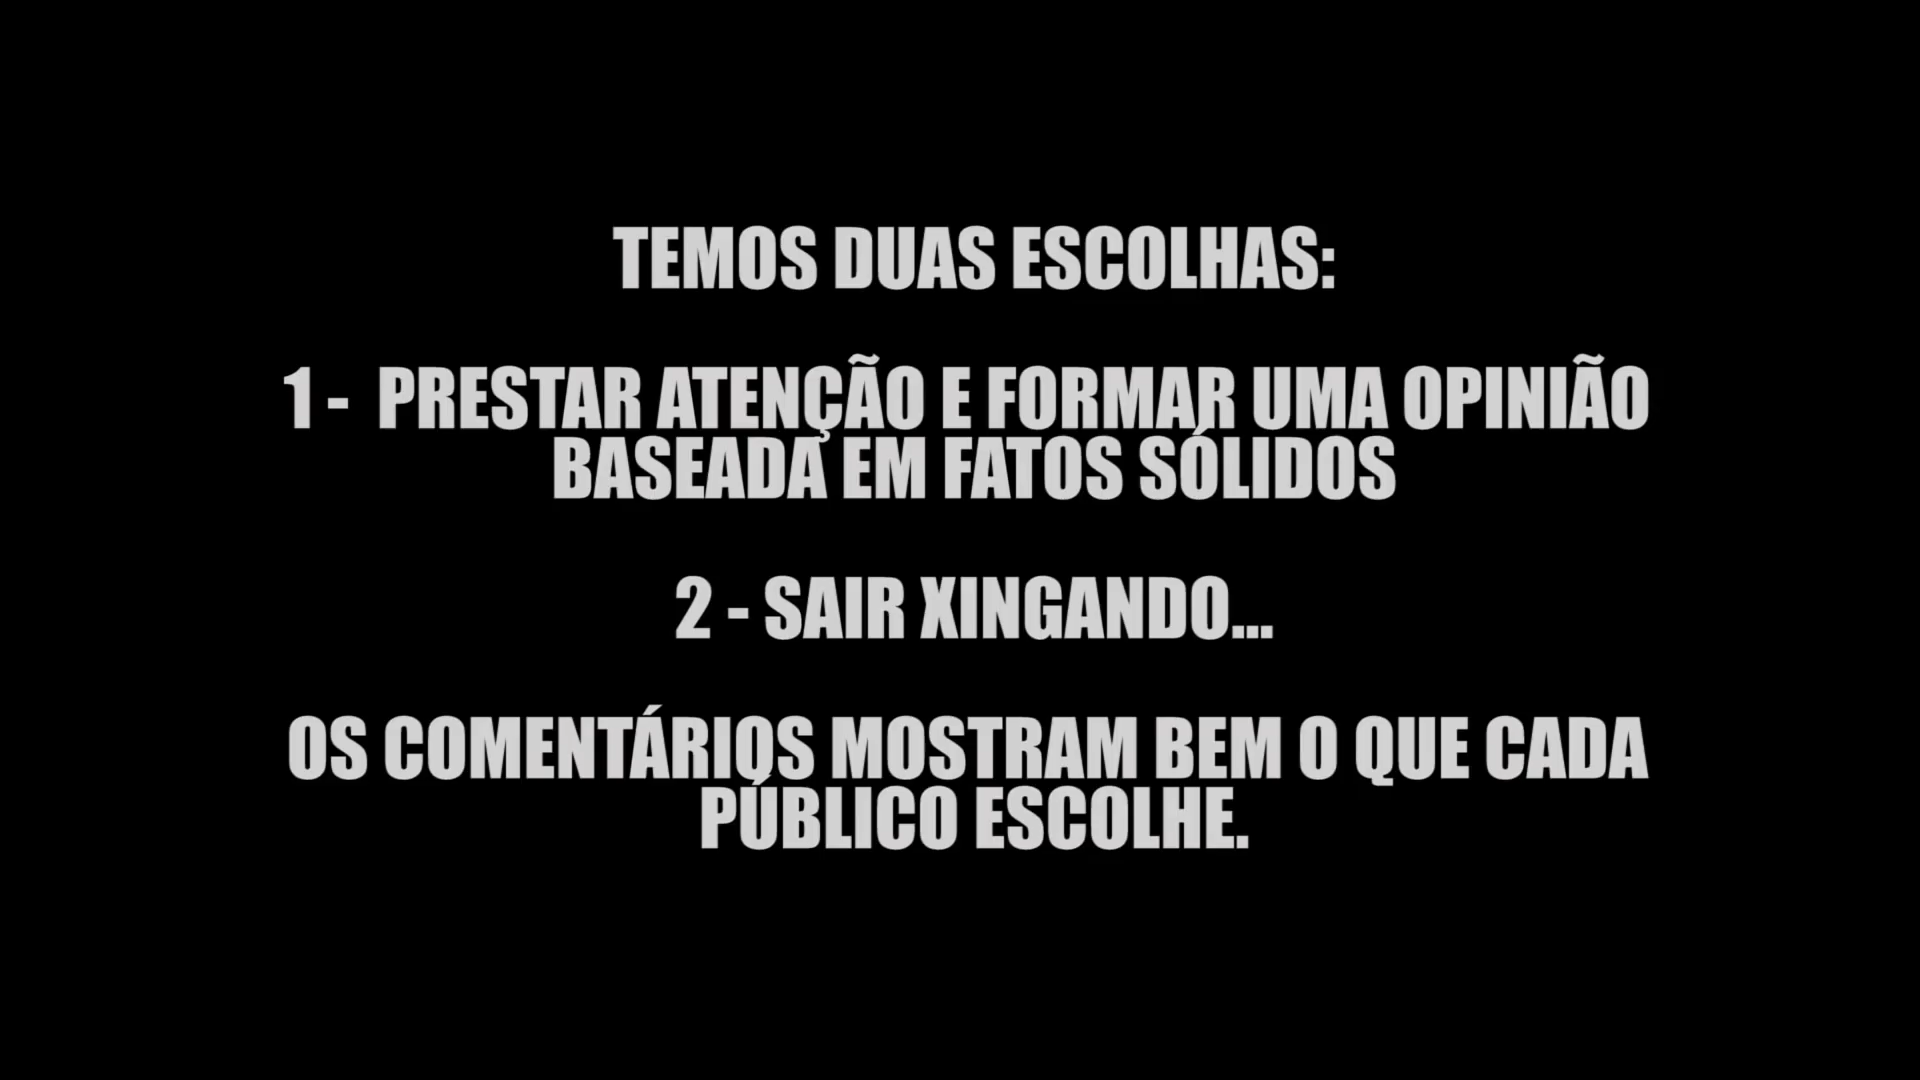 TEMOS DUAS ESCOLHAS:
1 - PRESTAR ATENÇÃO E FORMAR UMA OPINIÃO
BASEADA EM FATOS SÓLIDOS
2 - SAIR XINGANDO...
OS COMENTÁRIOS MOSTRAM BEM O QUE CADA
PÚBLICO ESCOLHE.